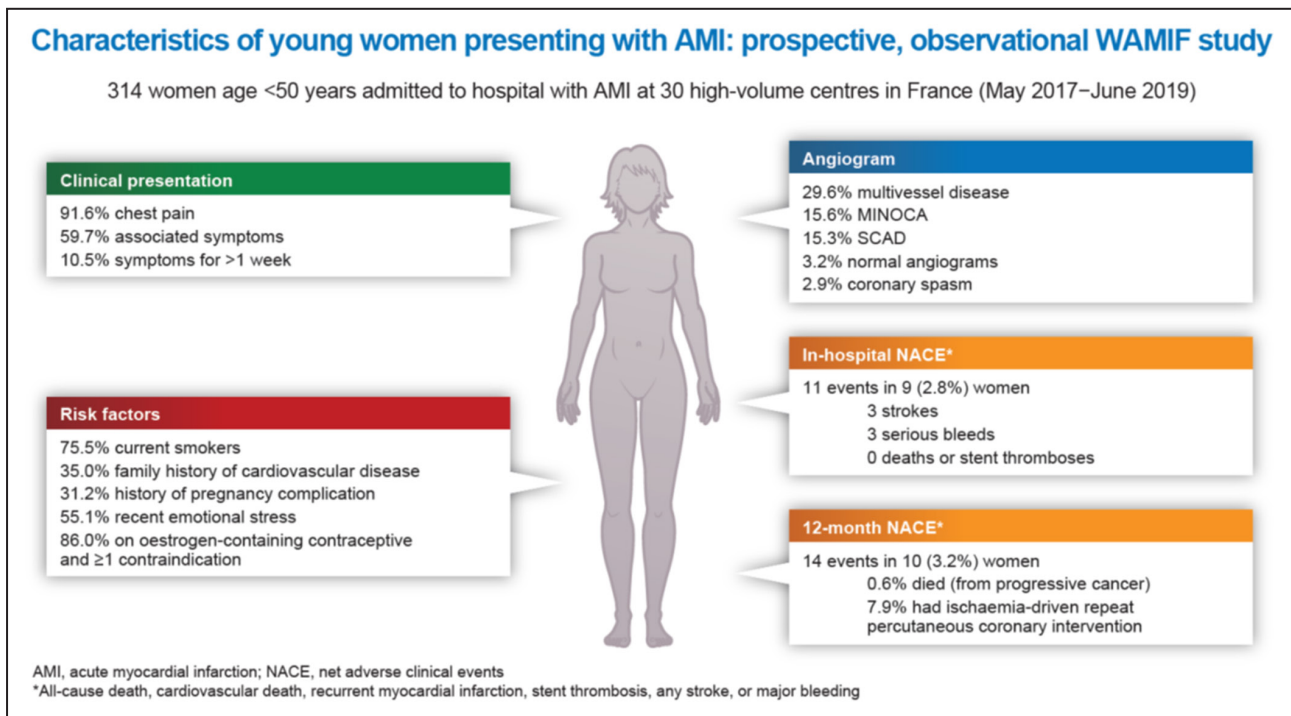 Characteristics of young women presenting with AMI: prospective, observational WAMIF study
314 women age <50 years admitted to hospital with AMI at 30 high-volume centres in France (May 2017–June 2019)
Clinical presentation
91.6% chest pain
59.7% associated symptoms
10.5% symptoms for >1 week
Risk factors
75.5% current smokers
35.0% family history of cardiovascular disease
31.2% history of pregnancy complication
55.1% recent emotional stress
86.0% on oestrogen-containing contraceptive
and ≥1 contraindication
Angiogram
29.6% multivessel disease
15.6% MINOCA
15.3% SCAD
3.2% normal angiograms
2.9% coronary spasm
In-hospital NACE*
11 events in 9 (2.8%) women
3 strokes
3 serious bleeds
0 deaths or stent thromboses
12-month NACE*
14 events in 10 (3.2%) women
0.6% died (from progressive cancer)
7.9% had ischaemia-driven repeat
percutaneous coronary intervention
AMI, acute myocardial infarction; NACE, net adverse clinical events
*All-cause death, cardiovascular death, recurrent myocardial infarction, stent thrombosis, any stroke, or major bleeding